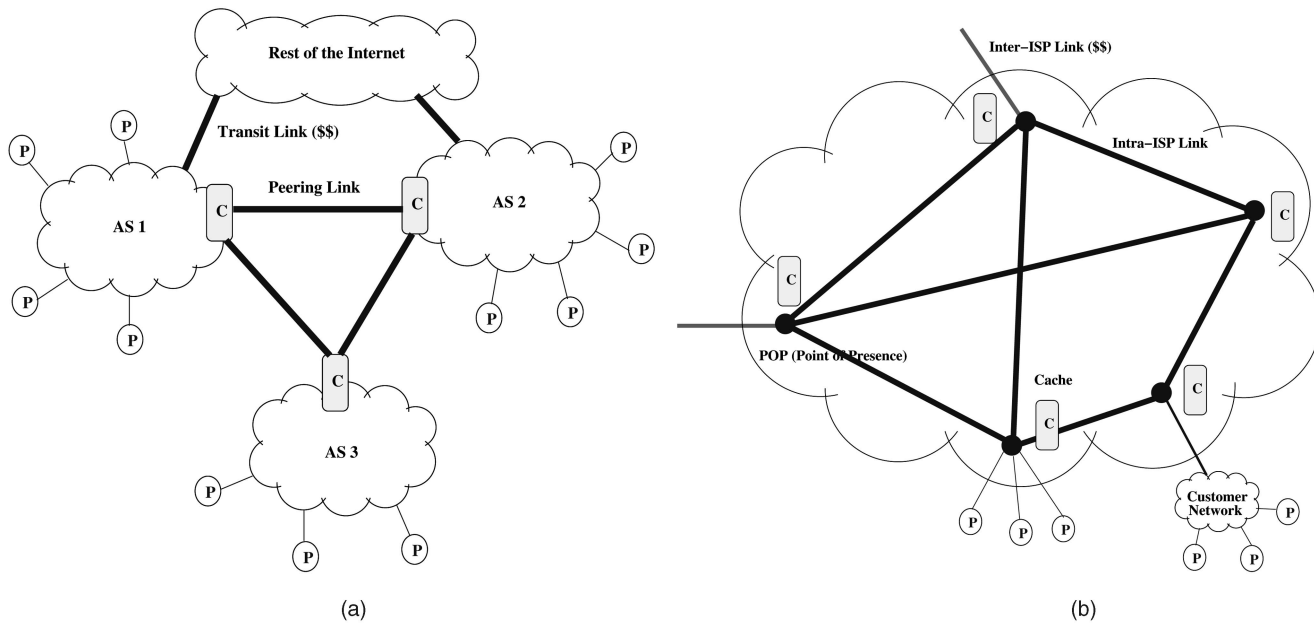 Rest of the Internet
Transit Link ($$)
P
P
P
P
Peering Link
C
C
AS 1
AS 2
P
P
P
P
P
C
AS 3
P
P
P
(a)
Inter-ISP Link ($$)
C
Intra-ISP Link
C
C
POP (Point of Presence)
Cache
C
C
P
P
P
Customer
Network
P
P
P
(b)